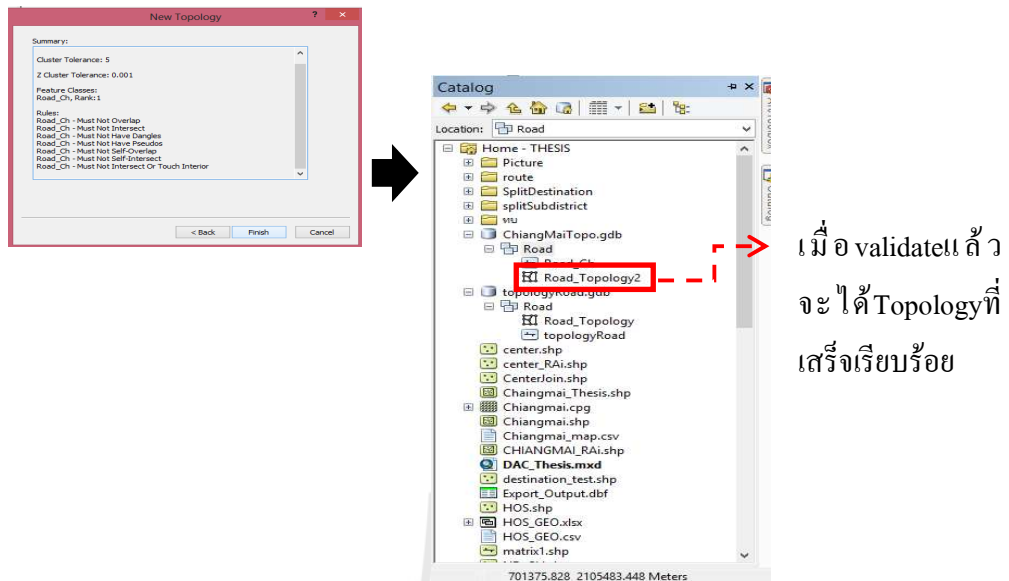 New Topology
Summary:
Cluster Tolerance: 5
Z Cluster Tolerance: 0.001
Feature Classes:
Road_Ch, Rank:1
Rules:
Road_Ch - Must Not Overlap
Road_Ch - Must Not Intersect
Road_Ch - Must Not Have Dangles
Road_Ch - Must Not Have Pseudos
Road_Ch - Must Not Self-Overlap
Road_Ch - Must Not Self-Intersect
Road_Ch - Must Not Intersect Or Touch Interior
< Back Finish Cancel
Catalog
Location: Road
Home - THESIS
Picture
route
SplitDestination
splitSubdistrict
ChiangMaiTopo.gdb
Road
Road_Ch
Road_Topology2
topologyRoad.gdb
Road
Road_Topology
topologyRoad
center.shp
center_RAi.shp
CenterJoin.shp
Chaingmai_Thesis.shp
Chiangmai.cpg
Chiangmai.shp
Chiangmai_map.csv
CHIANGMAI_RAi.shp
DAC_Thesis.mxd
destination_test.shp
Export_Output.dbf
HOS.shp
HOS_GEO.xlsx
HOS_GEO.csv
matrix1.shp
701375.828 2105483.448 Meters
เมื่อ validateแล้ว
จะได้Topologyที่
เสร็จเรียบร้อย